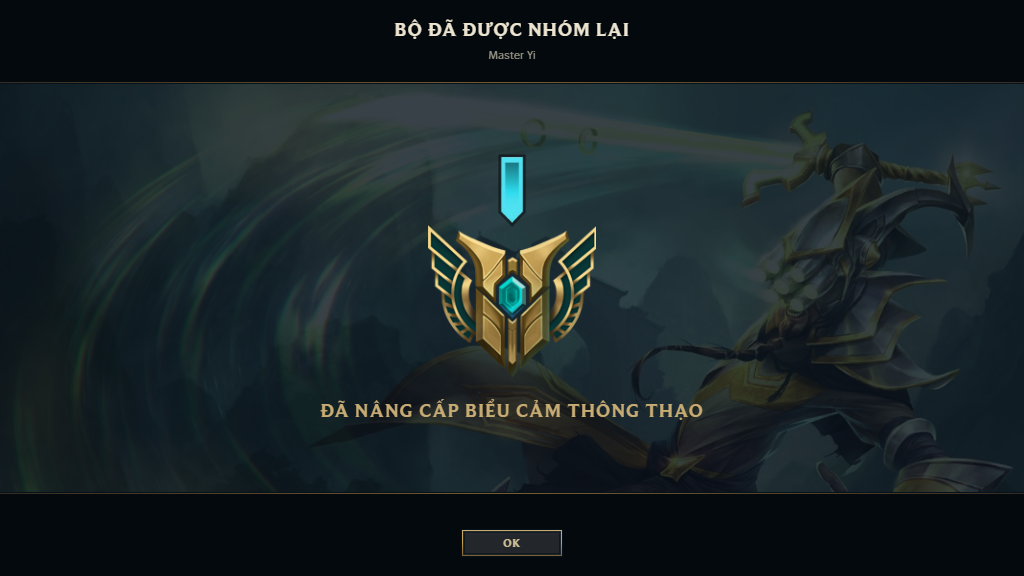 BỘ ĐÃ ĐƯỢC NHÓM LẠI
Master Yi
ĐÃ NÂNG CẤP BIỂU CẢM THÔNG THẠO
OK